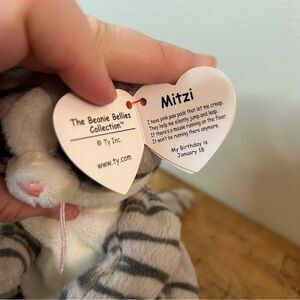 The Beanie Bellies
Collection™
© Ty Inc.
www.ty.com
Mitzi
I have pink paw pads that let me creep,
They help me silently jump and leap.
If there's a mouse running on the floor,
It won't be running there anymore.
My Birthday is
January 18